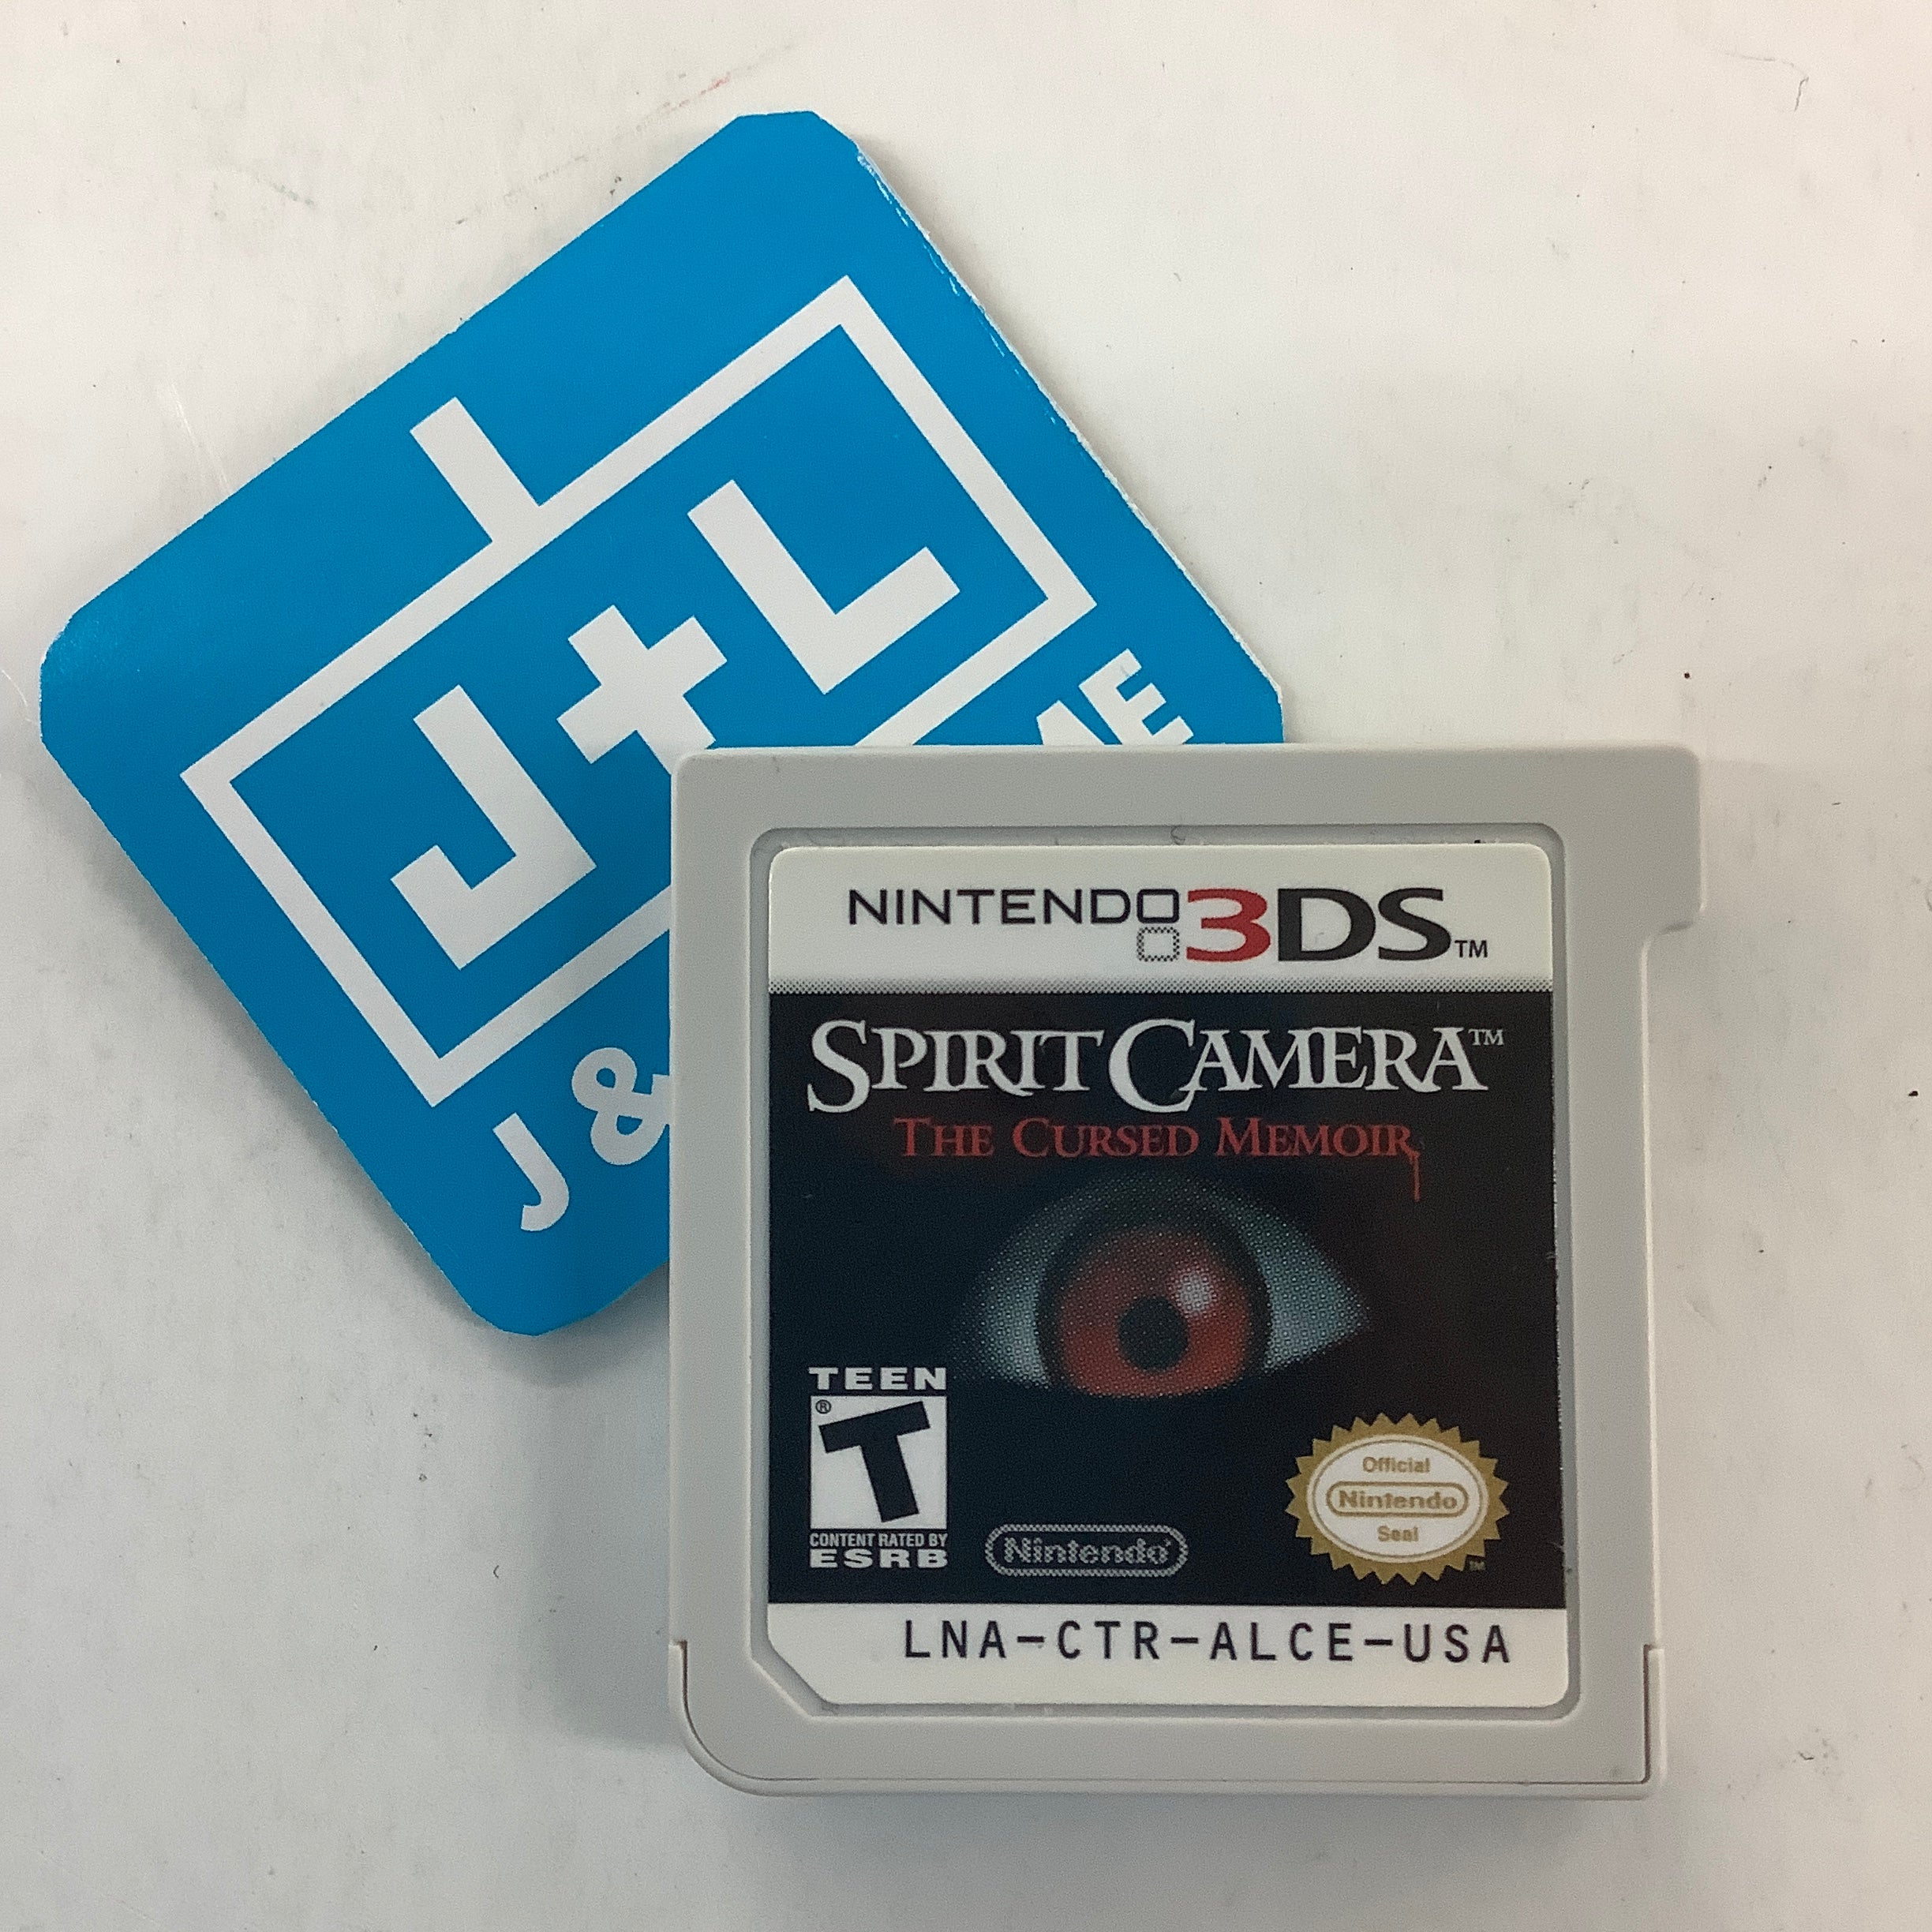 J+L
J &
NINTENDO 3DS™
SPIRIT CAMERA™
THE CURSED MEMOIR
TEEN
®
T
CONTENT RATED BY
ESRB
Nintendo®
Official
Nintendo
Seal
™
LNA-CTR-ALCE-USA